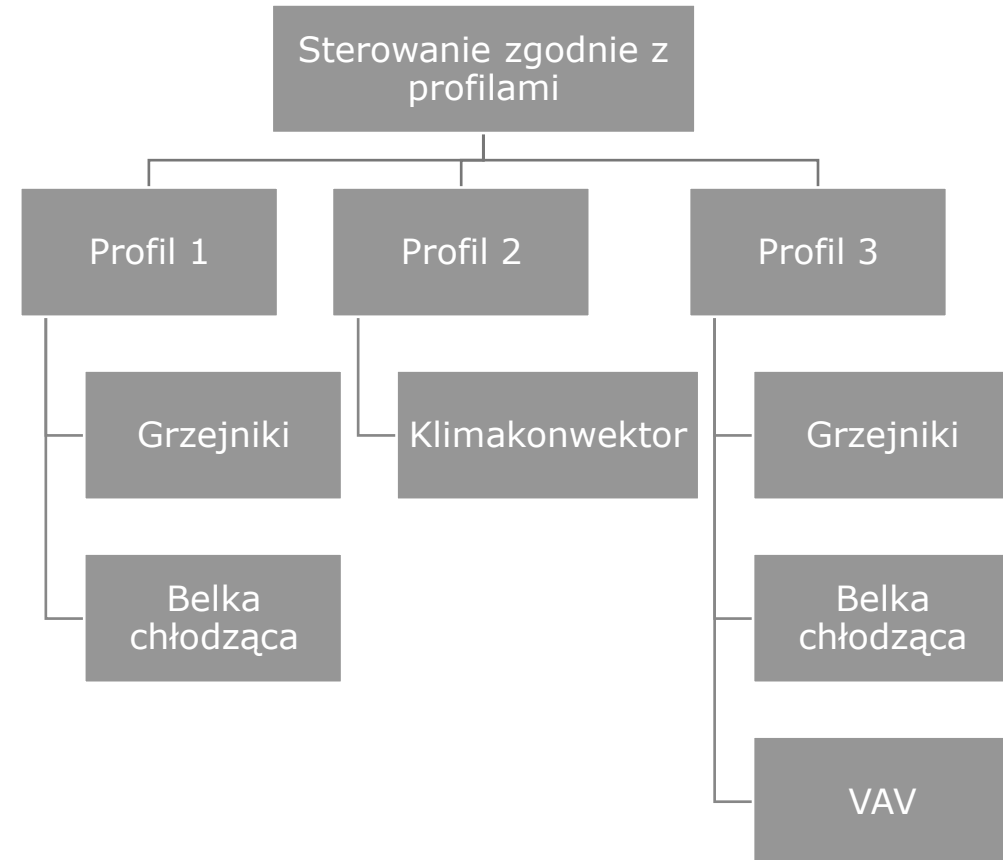 Sterowanie zgodnie z
profilami
Profil 1
Profil 2
Profil 3
Grzejniki
Klimakonwektor
Grzejniki
Belka
chłodząca
Belka
chłodząca
VAV